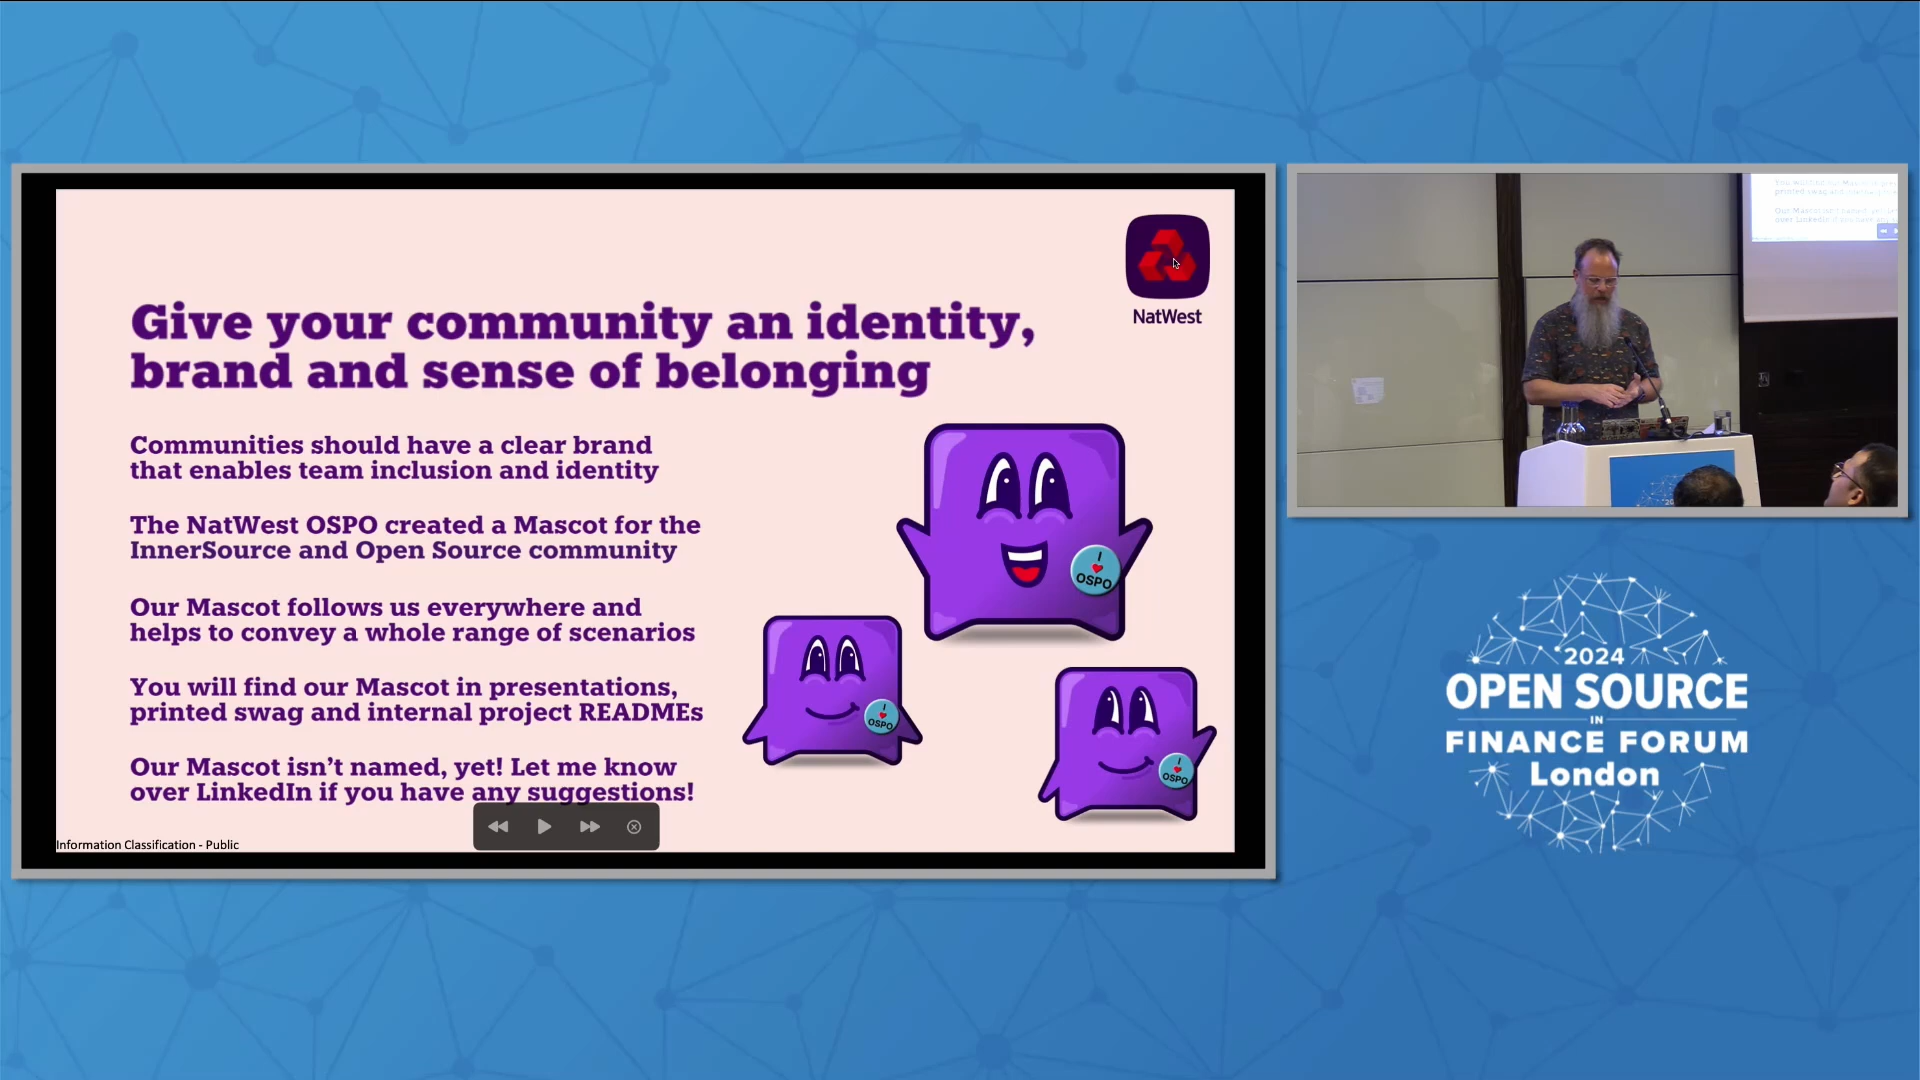 NatWest
Give your community an identity,
brand and sense of belonging
Communities should have a clear brand
that enables team inclusion and identity
The NatWest OSPO created a Mascot for the
InnerSource and Open Source community
Our Mascot follows us everywhere and
helps to convey a whole range of scenarios
You will find our Mascot in presentations,
printed swag and internal project READMEs
Our Mascot isn't named, yet! Let me know
over LinkedIn if you have any suggestions!
I
OSPO
I
OSPO
I
OSPO
Information Classification - Public
2024
OPEN SOURCE
IN
FINANCE FORUM
London